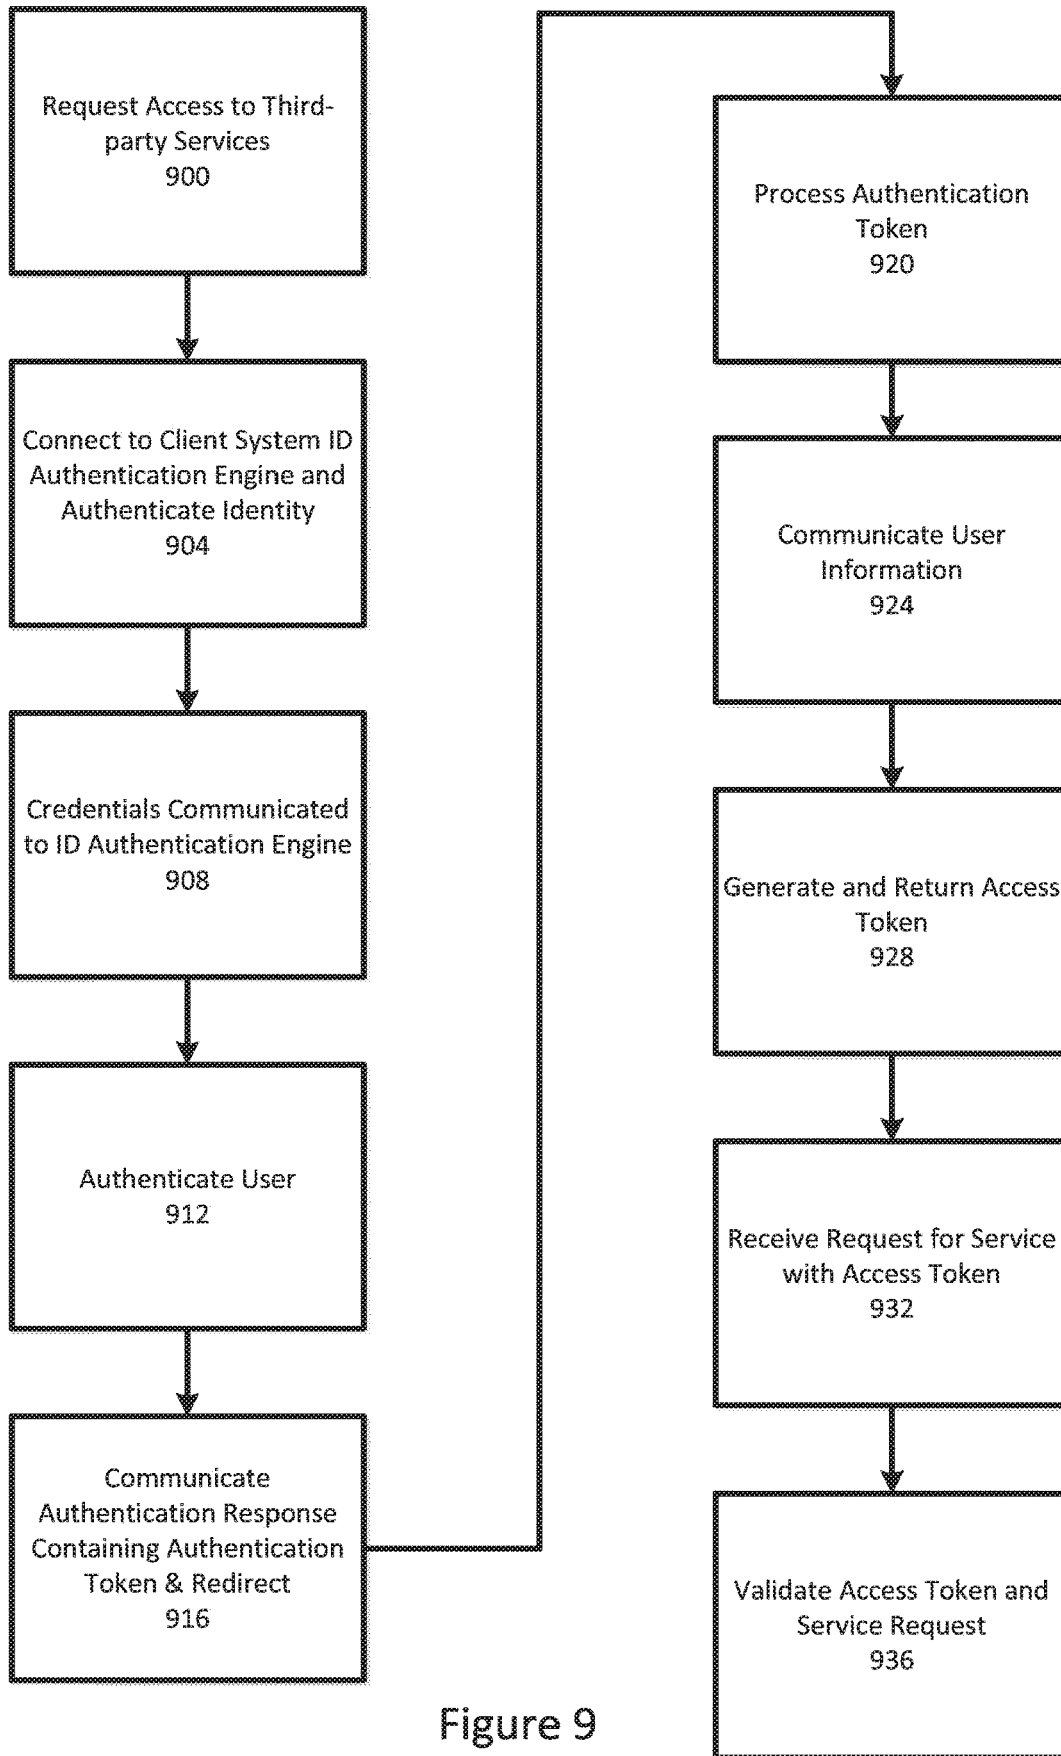 Request Access to Third-
party Services
900
Connect to Client System ID
Authentication Engine and
Authenticate Identity
904
Credentials Communicated
to ID Authentication Engine
908
Authenticate User
912
Communicate
Authentication Response
Containing Authentication
Token & Redirect
916
Process Authentication
Token
920
Communicate User
Information
924
Generate and Return Access
Token
928
Receive Request for Service
with Access Token
932
Validate Access Token and
Service Request
936
Figure 9